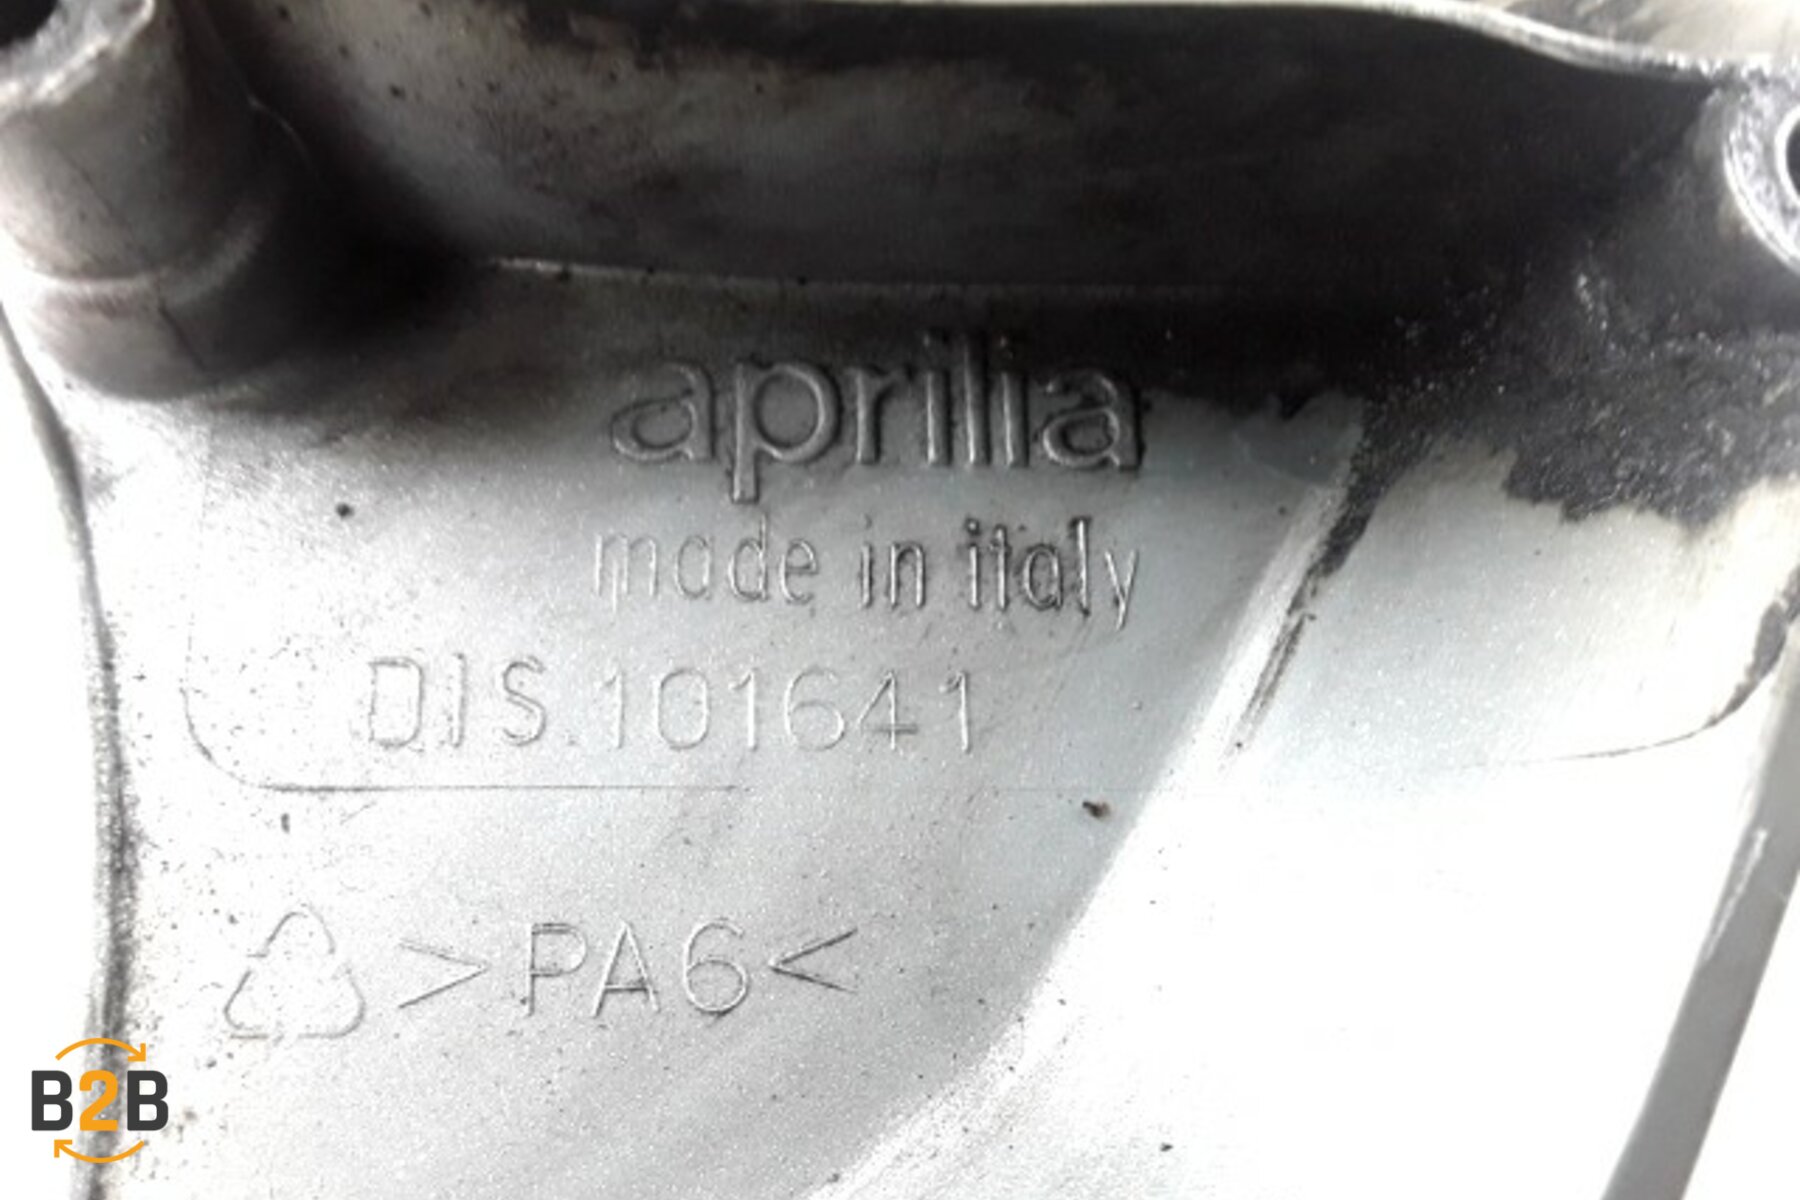 aprilia
made in italy
DIS.101641
>PA6<
B2B